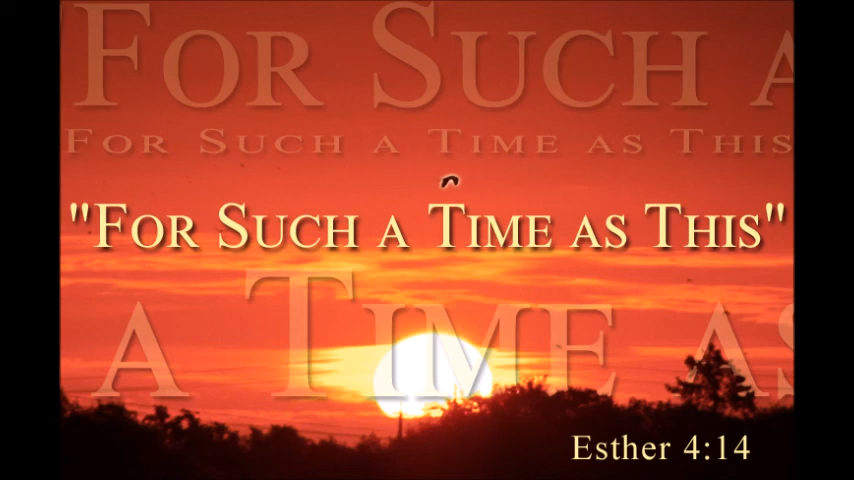 For Such a
For Such a Time as This
"For Such a Time as This"
a Time as
Esther 4:14